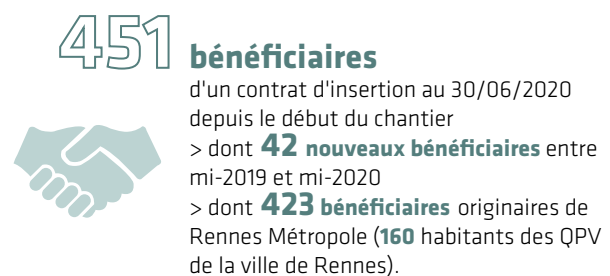 451 bénéficiaires
d'un contrat d'insertion au 30/06/2020
depuis le début du chantier
> dont 42 nouveaux bénéficiaires entre
mi-2019 et mi-2020
> dont 423 bénéficiaires originaires de
Rennes Métropole (160 habitants des QPV
de la ville de Rennes).